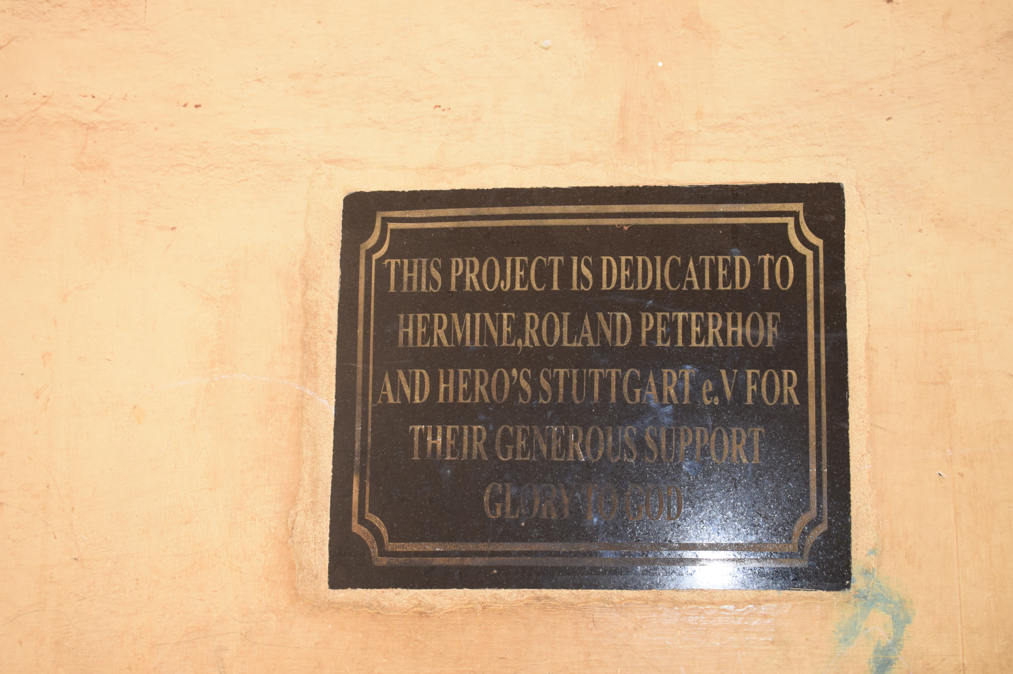 THIS PROJECT IS DEDICATED TO
HERMINE,ROLAND PETERHOF
AND HERO'S STUTTGART e.V FOR
THEIR GENEROUS SUPPORT
GLORY TO GOD